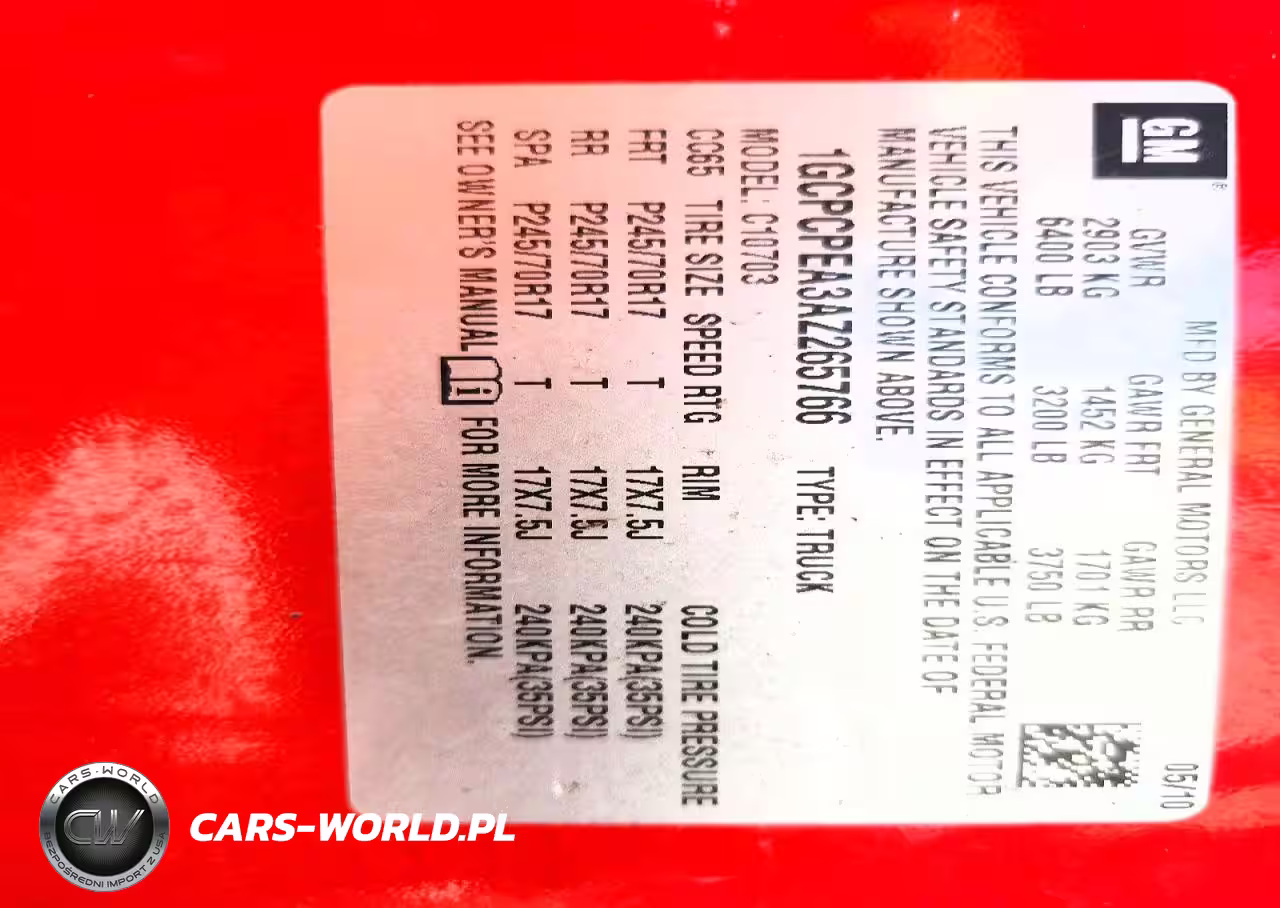 GM®
MFD BY GENERAL MOTORS LLC 05/10
GVWR GAWR FRT GAWR RR
2903 KG 1452 KG 1701 KG
6400 LB 3200 LB 3750 LB
THIS VEHICLE CONFORMS TO ALL APPLICABLE U.S. FEDERAL MOTOR
VEHICLE SAFETY STANDARDS IN EFFECT ON THE DATE OF
MANUFACTURE SHOWN ABOVE.
1GCPCPEA3AZ265766 TYPE: TRUCK
MODEL: C10703
CC65 TIRE SIZE SPEED RTG RIM COLD TIRE PRESSURE
FRT P245/70R17 T 17X7.5J 240KPA(35PSI)
RR P245/70R17 T 17X7.5J 240KPA(35PSI)
SPA P245/70R17 T 17X7.5J 240KPA(35PSI)
SEE OWNER'S MANUAL i FOR MORE INFORMATION.
CARS-WORLD
CW
BEZPOŚREDNI IMPORT Z USA
CARS-WORLD.PL